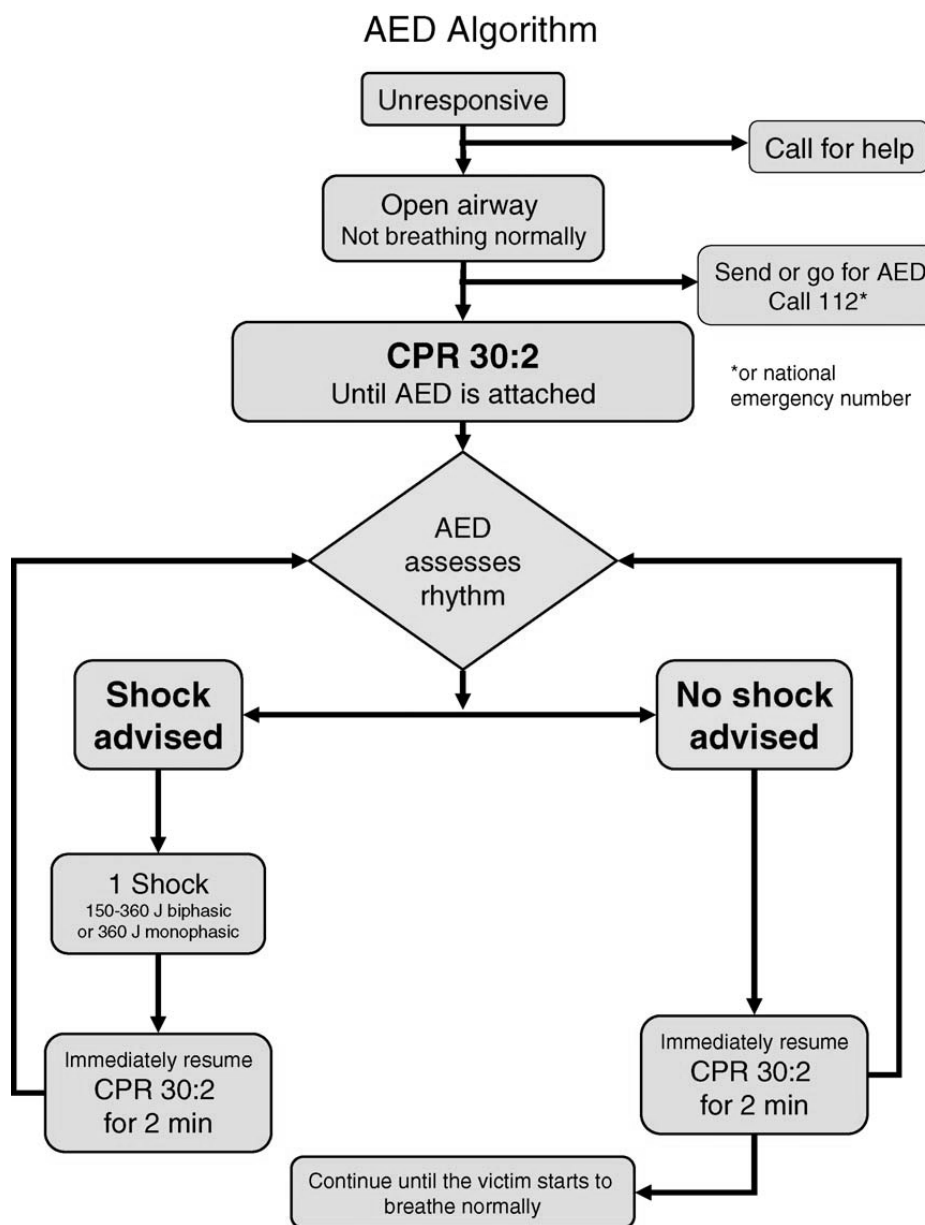 AED Algorithm
Unresponsive
Call for help
Open airway
Not breathing normally
Send or go for AED
Call 112*
CPR 30:2
Until AED is attached
*or national
emergency number
AED
assesses
rhythm
Shock
advised
No shock
advised
1 Shock
150-360 J biphasic
or 360 J monophasic
Immediately resume
CPR 30:2
for 2 min
Immediately resume
CPR 30:2
for 2 min
Continue until the victim starts to
breathe normally